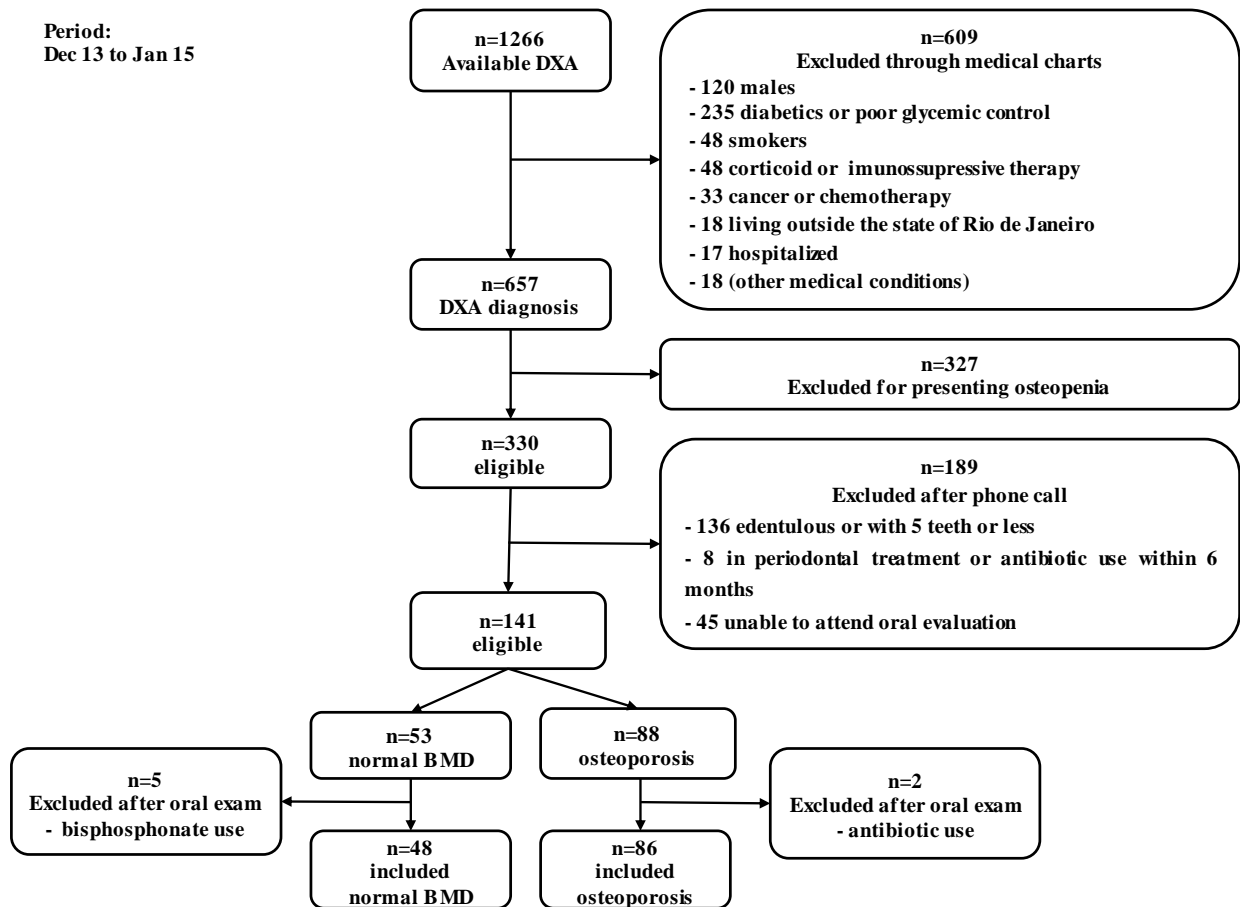 Period:
Dec 13 to Jan 15
n=1266
Available DXA
n=609
Excluded through medical charts
- 120 males
- 235 diabetics or poor glycemic control
- 48 smokers
- 48 corticoid or imunossupressive therapy
- 33 cancer or chemotherapy
- 18 living outside the state of Rio de Janeiro
- 17 hospitalized
- 18 (other medical conditions)
n=657
DXA diagnosis
n=327
Excluded for presenting osteopenia
n=330
eligible
n=189
Excluded after phone call
- 136 edentulous or with 5 teeth or less
- 8 in periodontal treatment or antibiotic use within 6
months
- 45 unable to attend oral evaluation
n=141
eligible
n=53
normal BMD
n=88
osteoporosis
n=5
Excluded after oral exam
- bisphosphonate use
n=2
Excluded after oral exam
- antibiotic use
n=48
included
normal BMD
n=86
included
osteoporosis